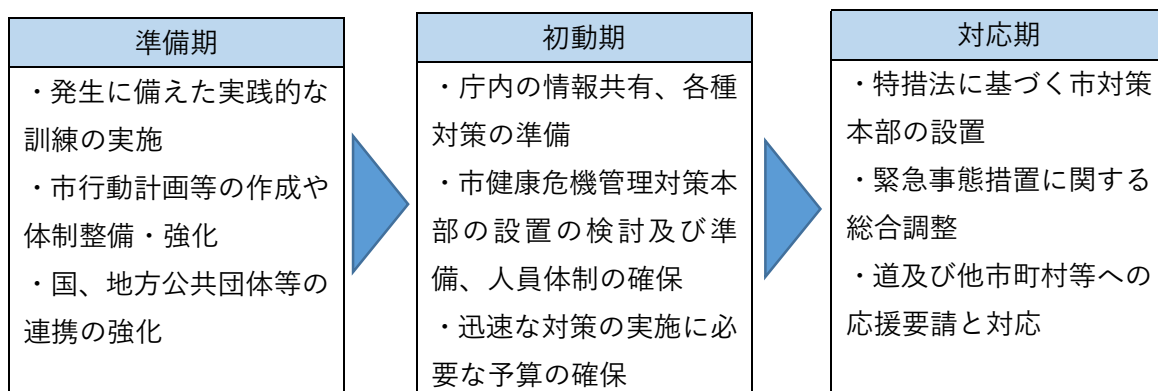 準備期
・発生に備えた実践的な
訓練の実施
・市行動計画等の作成や
体制整備・強化
・国、地方公共団体等の
連携の強化
初動期
・庁内の情報共有、各種
対策の準備
・市健康危機管理対策本
部の設置の検討及び準
備、人員体制の確保
・迅速な対策の実施に必
要な予算の確保
対応期
・特措法に基づく市対策
本部の設置
・緊急事態措置に関する
総合調整
・道及び他市町村等への
応援要請と対応